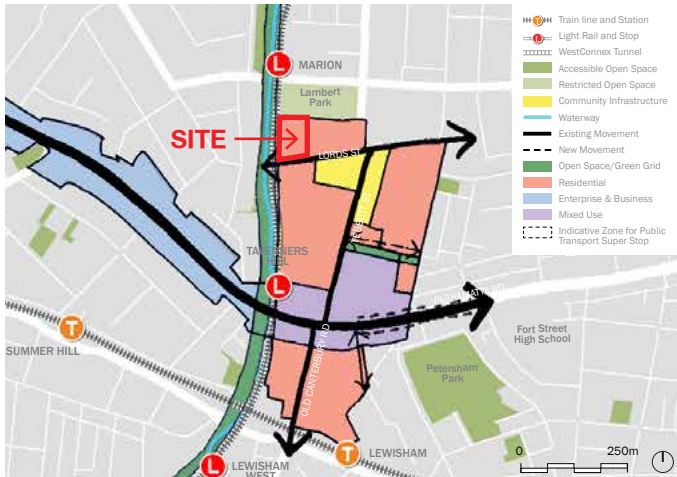 T Train line and Station
L Light Rail and Stop
WestConnex Tunnel
Accessible Open Space
Restricted Open Space
Community Infrastructure
Waterway
Existing Movement
New Movement
Open Space/Green Grid
Residential
Enterprise & Business
Mixed Use
Indicative Zone for Public
Transport Super Stop
L MARION
Lambert
Park
SITE
LORDS ST
TAVERNERS
HILL
L
T
SUMMER HILL
Fort Street
High School
Petersham
Park
OLD CANTERBURY RD
T LEWISHAM
L LEWISHAM
WEST
0 250m